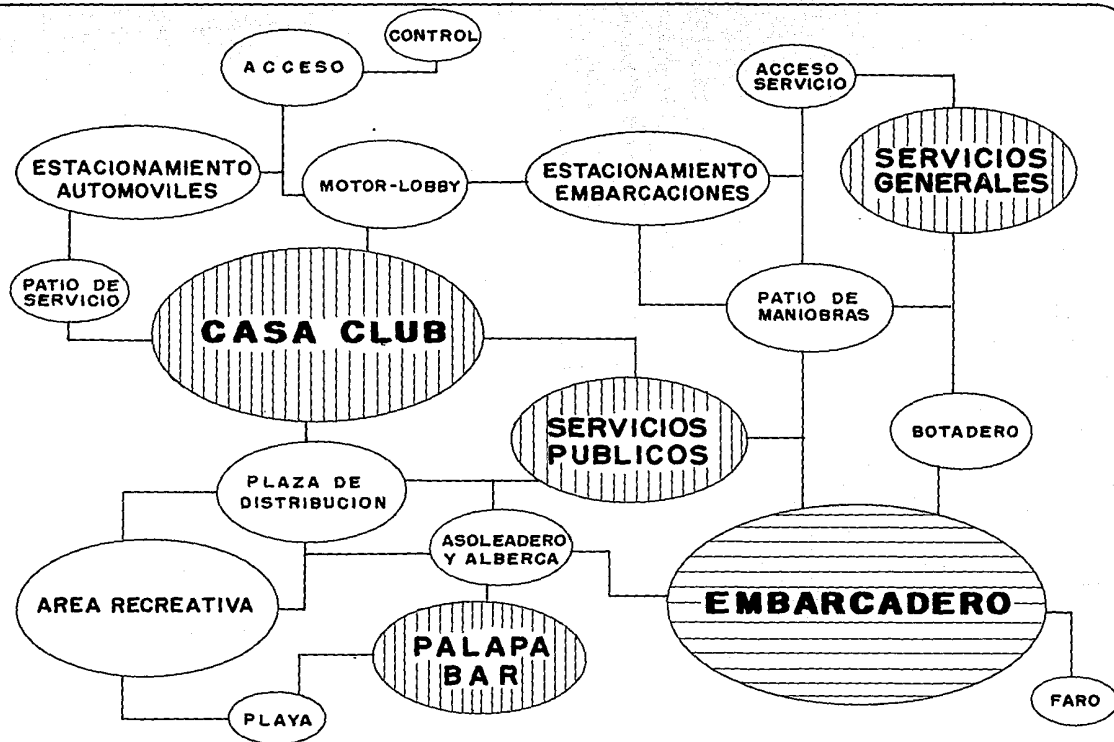 CONTROL
ACCESO
ACCESO
SERVICIO
ESTACIONAMIENTO
AUTOMOVILES
MOTOR-LOBBY
ESTACIONAMIENTO
EMBARCACIONES
SERVICIOS
GENERALES
PATIO DE
SERVICIO
CASA CLUB
PATIO DE
MANIOBRAS
SERVICIOS
PUBLICOS
BOTADERO
PLAZA DE
DISTRIBUCION
ASOLEADERO
Y ALBERCA
AREA RECREATIVA
EMBARCADERO
PALAPA
BAR
PLAYA
FARO